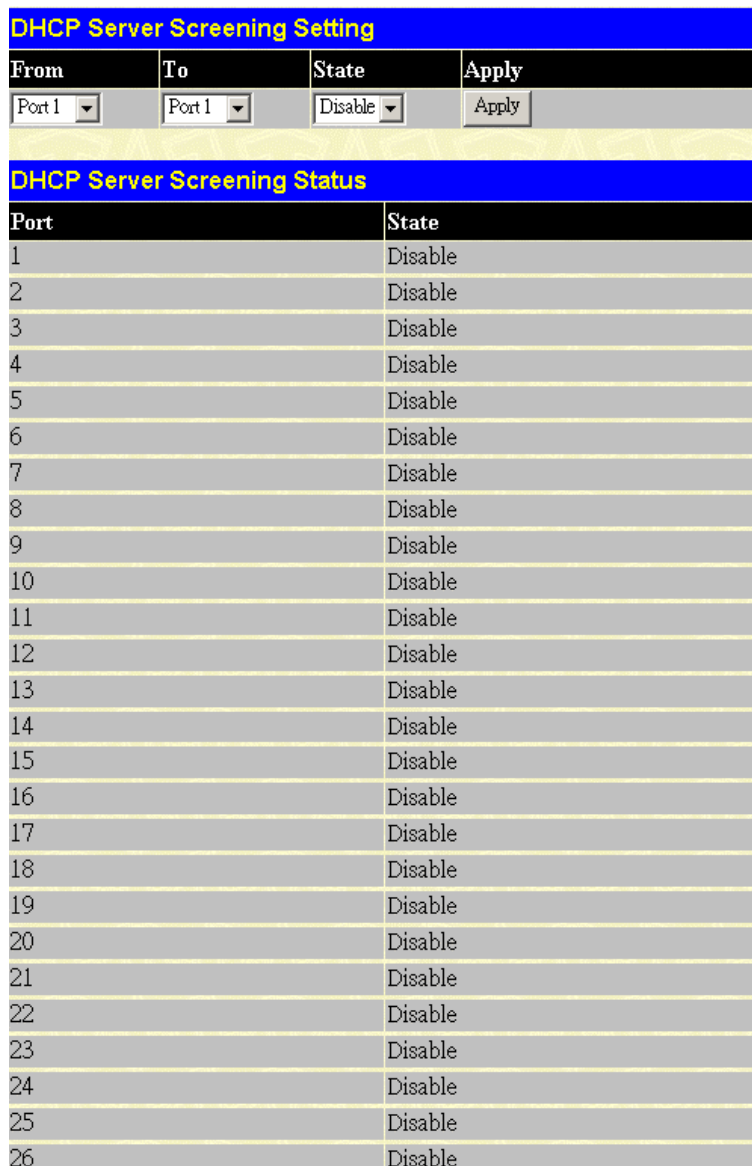 DHCP Server Screening Setting
From To State Apply
Port 1 Port 1 Disable Apply
DHCP Server Screening Status
Port State
1 Disable
2 Disable
3 Disable
4 Disable
5 Disable
6 Disable
7 Disable
8 Disable
9 Disable
10 Disable
11 Disable
12 Disable
13 Disable
14 Disable
15 Disable
16 Disable
17 Disable
18 Disable
19 Disable
20 Disable
21 Disable
22 Disable
23 Disable
24 Disable
25 Disable
26 Disable